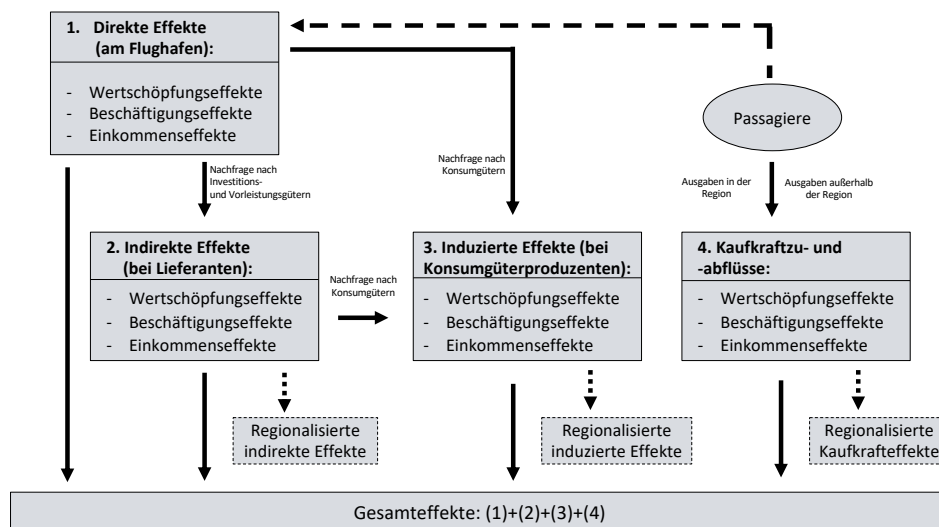 1. Direkte Effekte
(am Flughafen):
- Wertschöpfungseffekte
- Beschäftigungseffekte
- Einkommenseffekte
Passagiere
Nachfrage nach
Investitions-
und Vorleistungsgütern
Nachfrage nach
Konsumgütern
Ausgaben in der
Region
Ausgaben außerhalb
der Region
2. Indirekte Effekte
(bei Lieferanten):
- Wertschöpfungseffekte
- Beschäftigungseffekte
- Einkommenseffekte
Nachfrage nach
Konsumgütern
3. Induzierte Effekte (bei
Konsumgüterproduzenten):
- Wertschöpfungseffekte
- Beschäftigungseffekte
- Einkommenseffekte
4. Kaufkraftzu- und
-abflüsse:
- Wertschöpfungseffekte
- Beschäftigungseffekte
- Einkommenseffekte
Regionalisierte
indirekte Effekte
Regionalisierte
induzierte Effekte
Regionalisierte
Kaufkrafteffekte
Gesamteffekte: (1)+(2)+(3)+(4)